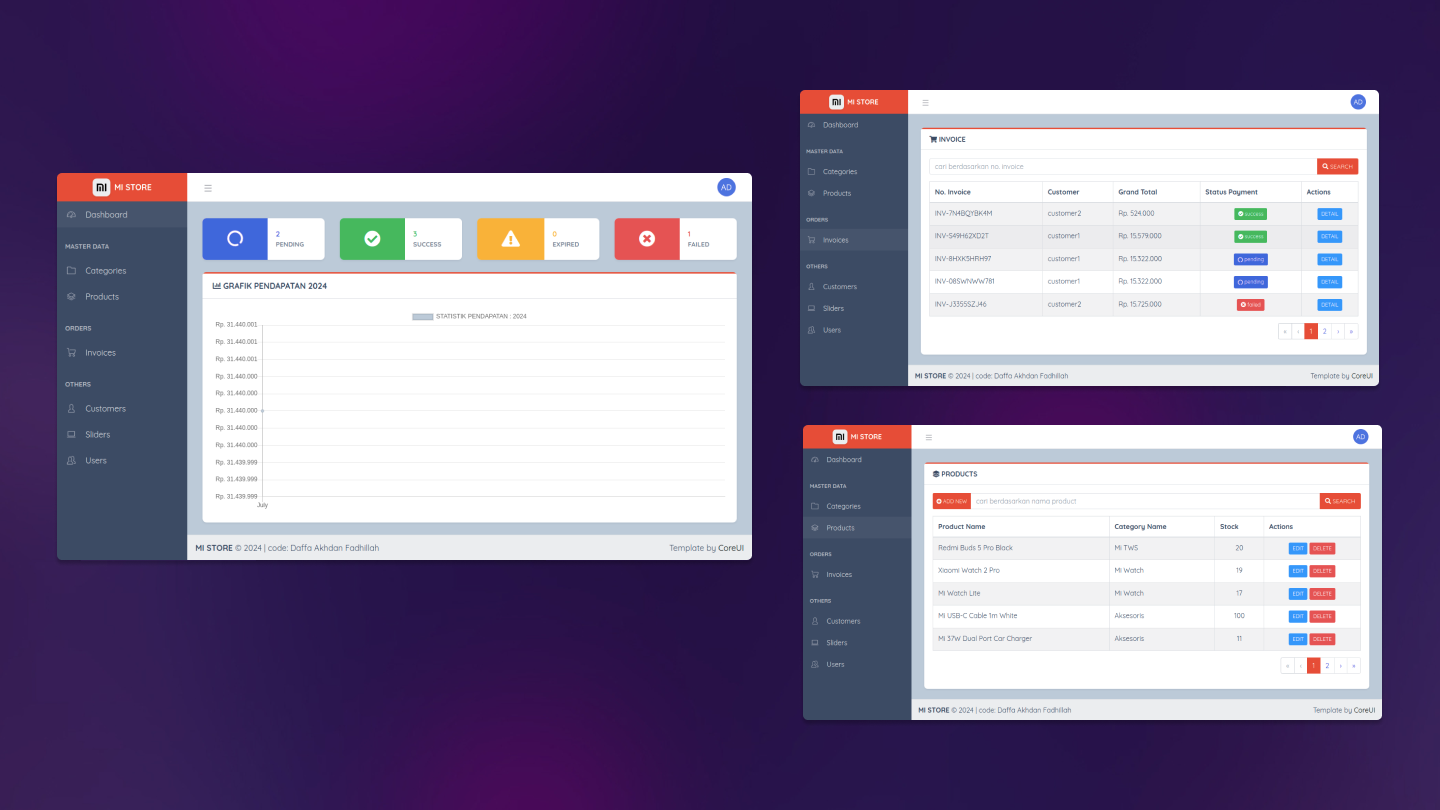 MI STORE
AD
Dashboard
MASTER DATA
Categories
Products
ORDERS
Invoices
OTHERS
Customers
Sliders
Users
2
PENDING
3
SUCCESS
0
EXPIRED
1
FAILED
GRAFIK PENDAPATAN 2024
STATISTIK PENDAPATAN : 2024
Rp. 31.440.001
Rp. 31.440.001
Rp. 31.440.001
Rp. 31.440.000
Rp. 31.440.000
Rp. 31.440.000
Rp. 31.440.000
Rp. 31.440.000
Rp. 31.439.999
Rp. 31.439.999
Rp. 31.439.999
July
MI STORE © 2024 | code: Daffa Akhdan Fadhillah
Template by CoreUI
MI STORE
AD
Dashboard
MASTER DATA
Categories
Products
ORDERS
Invoices
OTHERS
Customers
Sliders
Users
INVOICE
cari berdasarkan no. invoice
SEARCH
No. Invoice Customer Grand Total Status Payment Actions
INV-7N4BQYBK4M customer2 Rp. 524.000 success DETAIL
INV-S49H62XD2T customer1 Rp. 15.579.000 success DETAIL
INV-8HXK5HRH97 customer1 Rp. 15.322.000 pending DETAIL
INV-08SWNWW781 customer1 Rp. 15.322.000 pending DETAIL
INV-J3355SZJ46 customer2 Rp. 15.725.000 failed DETAIL
« ‹ 1 2 › »
MI STORE © 2024 | code: Daffa Akhdan Fadhillah
Template by CoreUI
MI STORE
AD
Dashboard
MASTER DATA
Categories
Products
ORDERS
Invoices
OTHERS
Customers
Sliders
Users
PRODUCTS
ADD NEW
cari berdasarkan nama product
SEARCH
Product Name Category Name Stock Actions
Redmi Buds 5 Pro Black Mi TWS 20 EDIT DELETE
Xiaomi Watch 2 Pro Mi Watch 19 EDIT DELETE
Mi Watch Lite Mi Watch 17 EDIT DELETE
Mi USB-C Cable 1m White Aksesoris 100 EDIT DELETE
Mi 37W Dual Port Car Charger Aksesoris 11 EDIT DELETE
« ‹ 1 2 › »
MI STORE © 2024 | code: Daffa Akhdan Fadhillah
Template by CoreUI